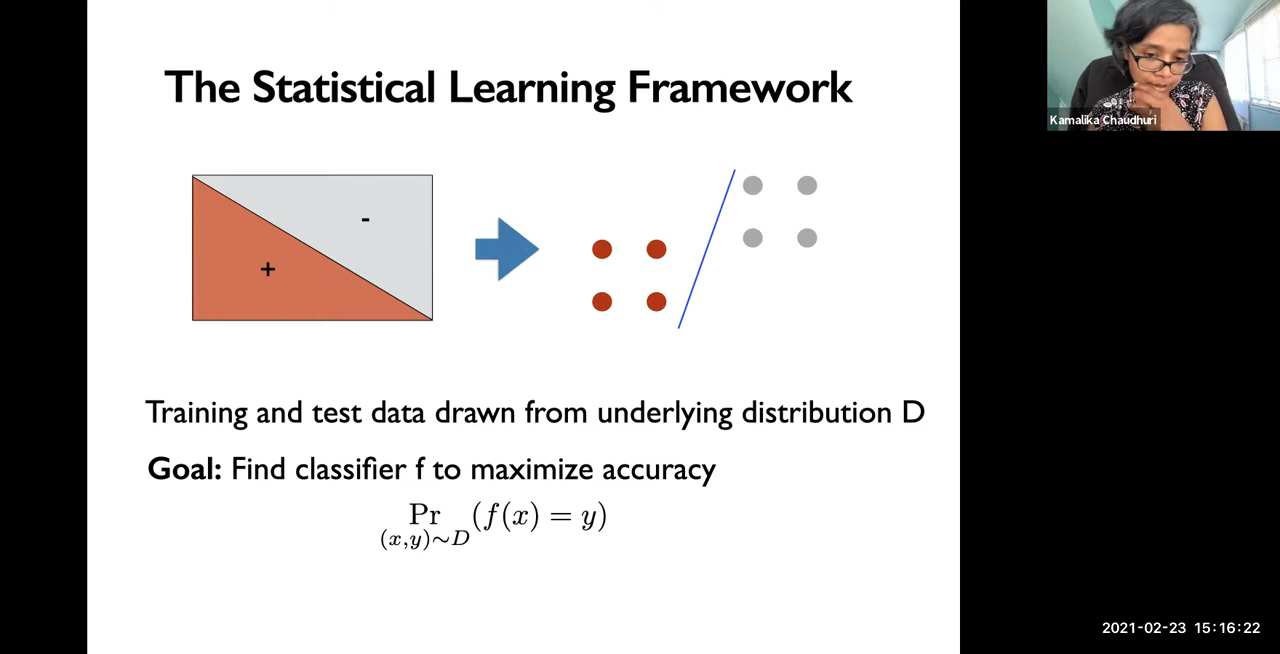 The Statistical Learning Framework
-
+
Training and test data drawn from underlying distribution D
Goal: Find classifier f to maximize accuracy
Pr (f(x) = y)
(x,y)∼D
Kamalika Chaudhuri
2021-02-23 15:16:22